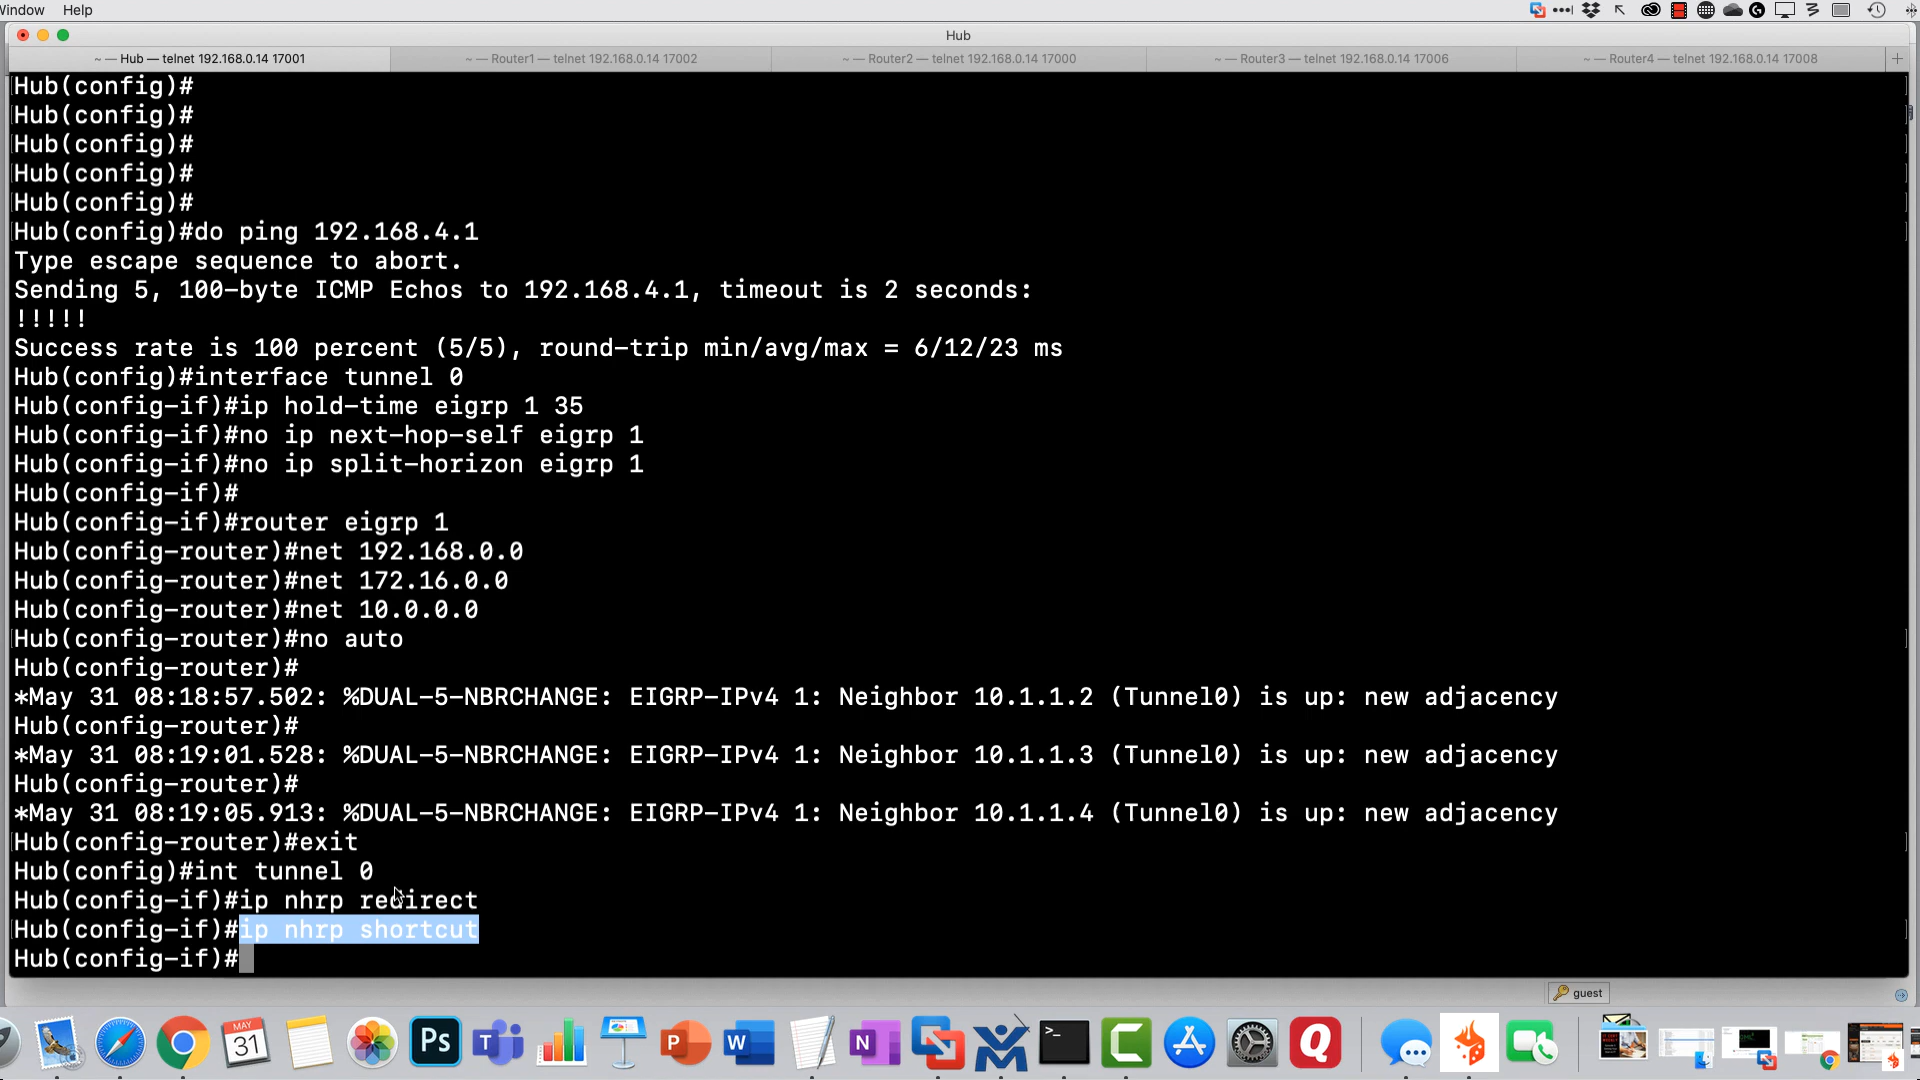 Window Help
Hub
~ — Hub — telnet 192.168.0.14 17001
~ — Router1 — telnet 192.168.0.14 17002
~ — Router2 — telnet 192.168.0.14 17000
~ — Router3 — telnet 192.168.0.14 17006
~ — Router4 — telnet 192.168.0.14 17008
Hub(config)#
Hub(config)#
Hub(config)#
Hub(config)#
Hub(config)#
Hub(config)#do ping 192.168.4.1
Type escape sequence to abort.
Sending 5, 100-byte ICMP Echos to 192.168.4.1, timeout is 2 seconds:
!!!!!
Success rate is 100 percent (5/5), round-trip min/avg/max = 6/12/23 ms
Hub(config)#interface tunnel 0
Hub(config-if)#ip hold-time eigrp 1 35
Hub(config-if)#no ip next-hop-self eigrp 1
Hub(config-if)#no ip split-horizon eigrp 1
Hub(config-if)#
Hub(config-if)#router eigrp 1
Hub(config-router)#net 192.168.0.0
Hub(config-router)#net 172.16.0.0
Hub(config-router)#net 10.0.0.0
Hub(config-router)#no auto
Hub(config-router)#
*May 31 08:18:57.502: %DUAL-5-NBRCHANGE: EIGRP-IPv4 1: Neighbor 10.1.1.2 (Tunnel0) is up: new adjacency
Hub(config-router)#
*May 31 08:19:01.528: %DUAL-5-NBRCHANGE: EIGRP-IPv4 1: Neighbor 10.1.1.3 (Tunnel0) is up: new adjacency
Hub(config-router)#
*May 31 08:19:05.913: %DUAL-5-NBRCHANGE: EIGRP-IPv4 1: Neighbor 10.1.1.4 (Tunnel0) is up: new adjacency
Hub(config-router)#exit
Hub(config)#int tunnel 0
Hub(config-if)#ip nhrp redirect
Hub(config-if)#ip nhrp shortcut
Hub(config-if)#
guest
MAY
31
Ps
T
P
W
N
>_
C
Q